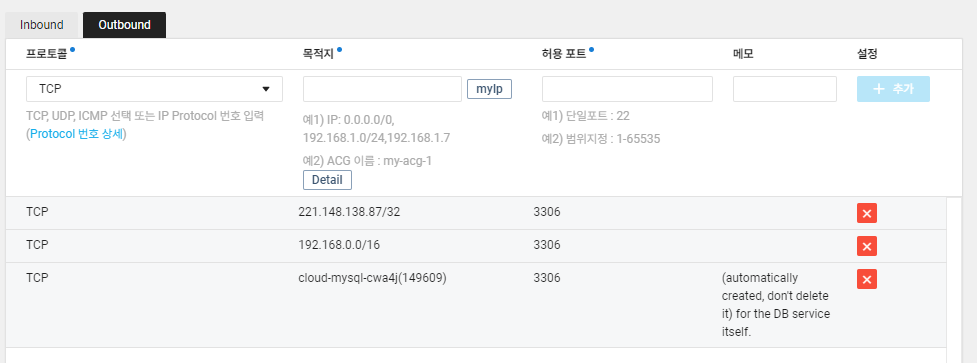 Inbound Outbound
프로토콜 목적지 허용 포트 메모 설정
TCP myIp + 추가
TCP, UDP, ICMP 선택 또는 IP Protocol 번호 입력
(Protocol 번호 상세)
예1) IP: 0.0.0.0/0,
192.168.1.0/24,192.168.1.7
예2) ACG 이름 : my-acg-1
Detail
예1) 단일포트 : 22
예2) 범위지정 : 1-65535
TCP 221.148.138.87/32 3306
TCP 192.168.0.0/16 3306
TCP cloud-mysql-cwa4j(149609) 3306 (automatically
created, don't delete
it) for the DB service
itself.